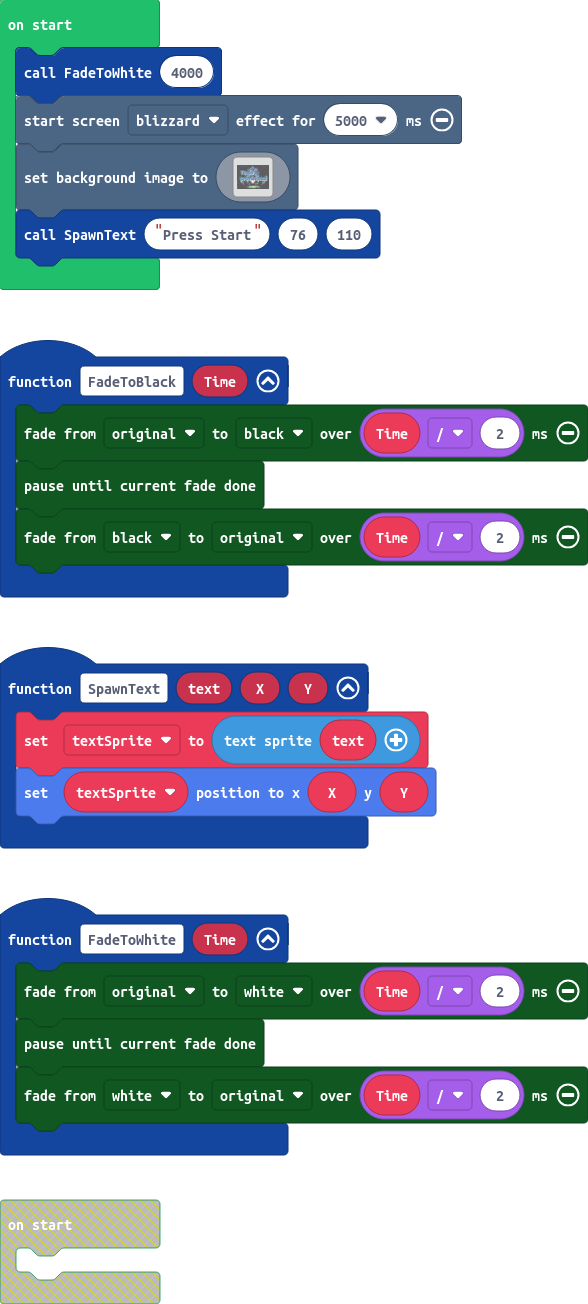 on start
call FadeToWhite 4000
start screen blizzard effect for 5000 ms
set background image to
call SpawnText "Press Start" 76 110
function FadeToBlack Time
fade from original to black over Time / 2 ms
pause until current fade done
fade from black to original over Time / 2 ms
function SpawnText text X Y
set textSprite to text sprite text
set textSprite position to x X y Y
function FadeToWhite Time
fade from original to white over Time / 2 ms
pause until current fade done
fade from white to original over Time / 2 ms
on start